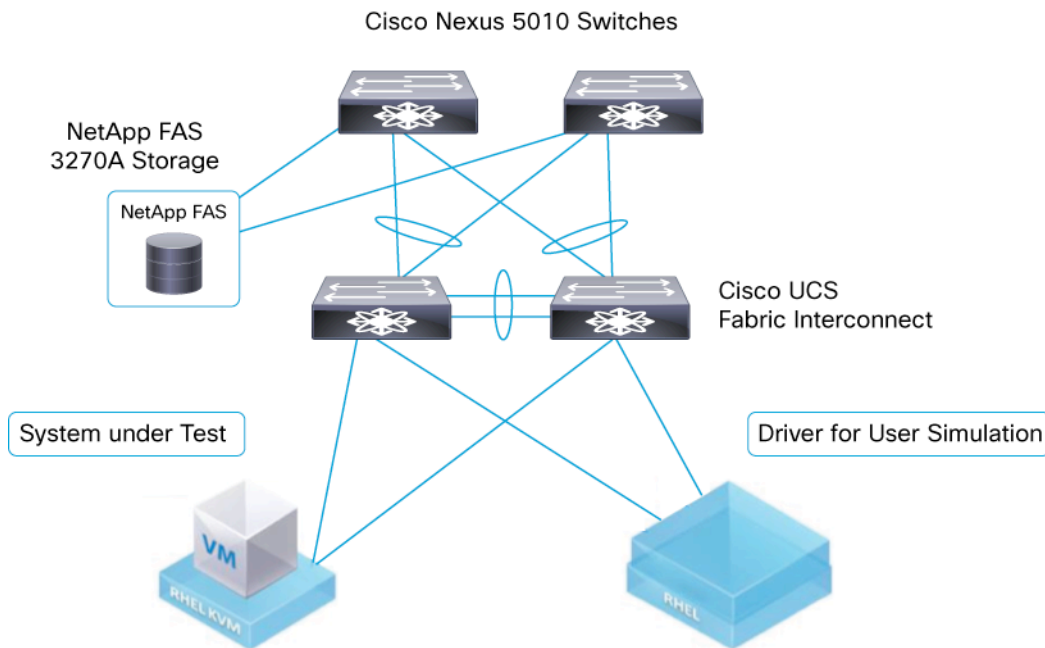 Cisco Nexus 5010 Switches
NetApp FAS
3270A Storage
NetApp FAS
Cisco UCS
Fabric Interconnect
System under Test
Driver for User Simulation
VM
RHEL KVM
RHEL